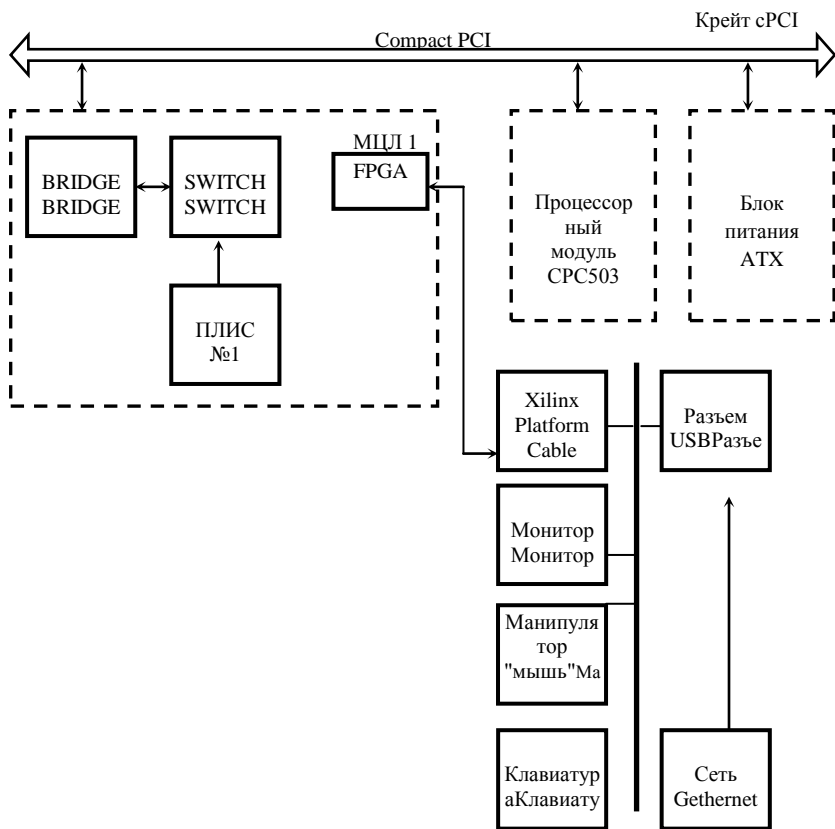 Крейт cPCI
Compact PCI
МЦЛ 1
BRIDGE
BRIDGE
SWITCH
SWITCH
FPGA
ПЛИС
№1
Процессор
ный
модуль
CPC503
Блок
питания
ATX
Xilinx
Platform
Cable
Разъем
USBРазъе
Монитор
Монитор
Манипуля
тор
"мышь"Ма
Клавиатур
аКлавиату
Сеть
Gethernet